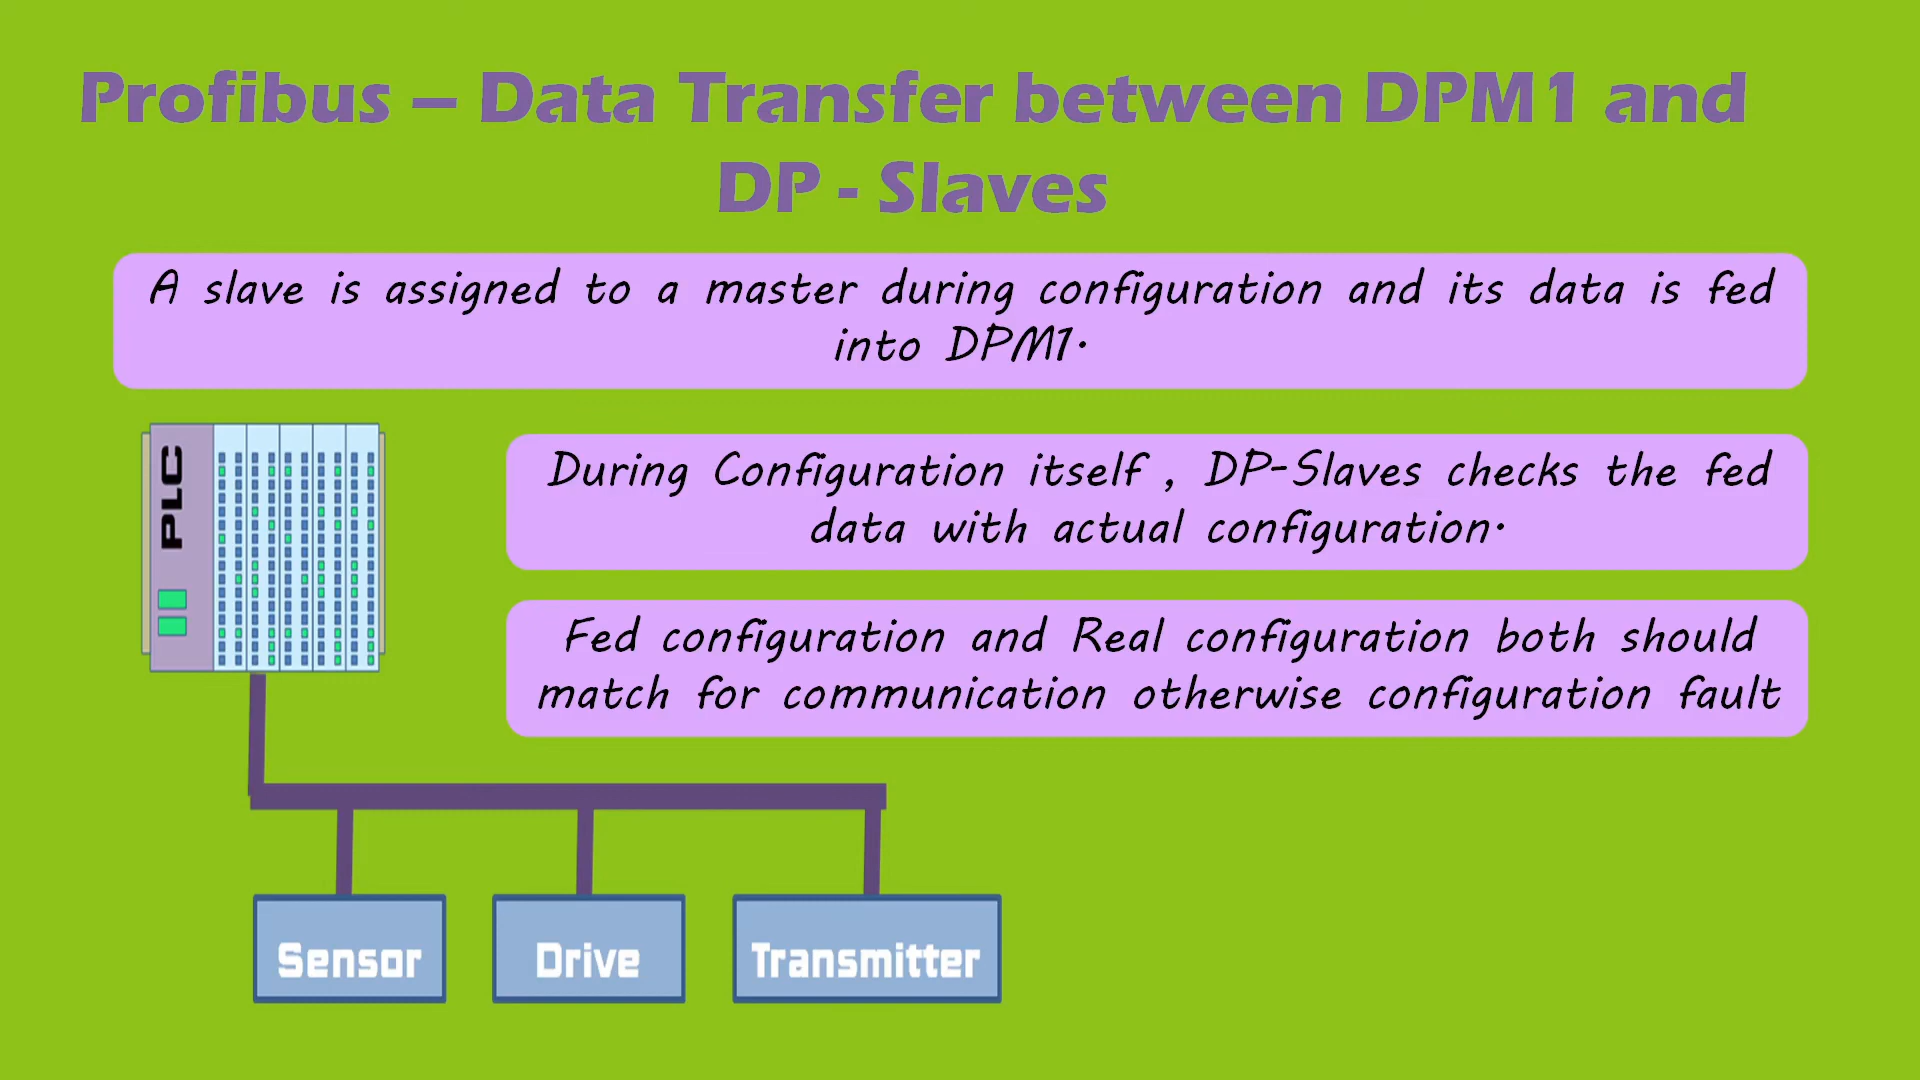 Profibus – Data Transfer between DPM1 and
DP - Slaves
A slave is assigned to a master during configuration and its data is fed
into DPM1.
PLC
During Configuration itself , DP-Slaves checks the fed
data with actual configuration.
Fed configuration and Real configuration both should
match for communication otherwise configuration fault
Sensor
Drive
Transmitter